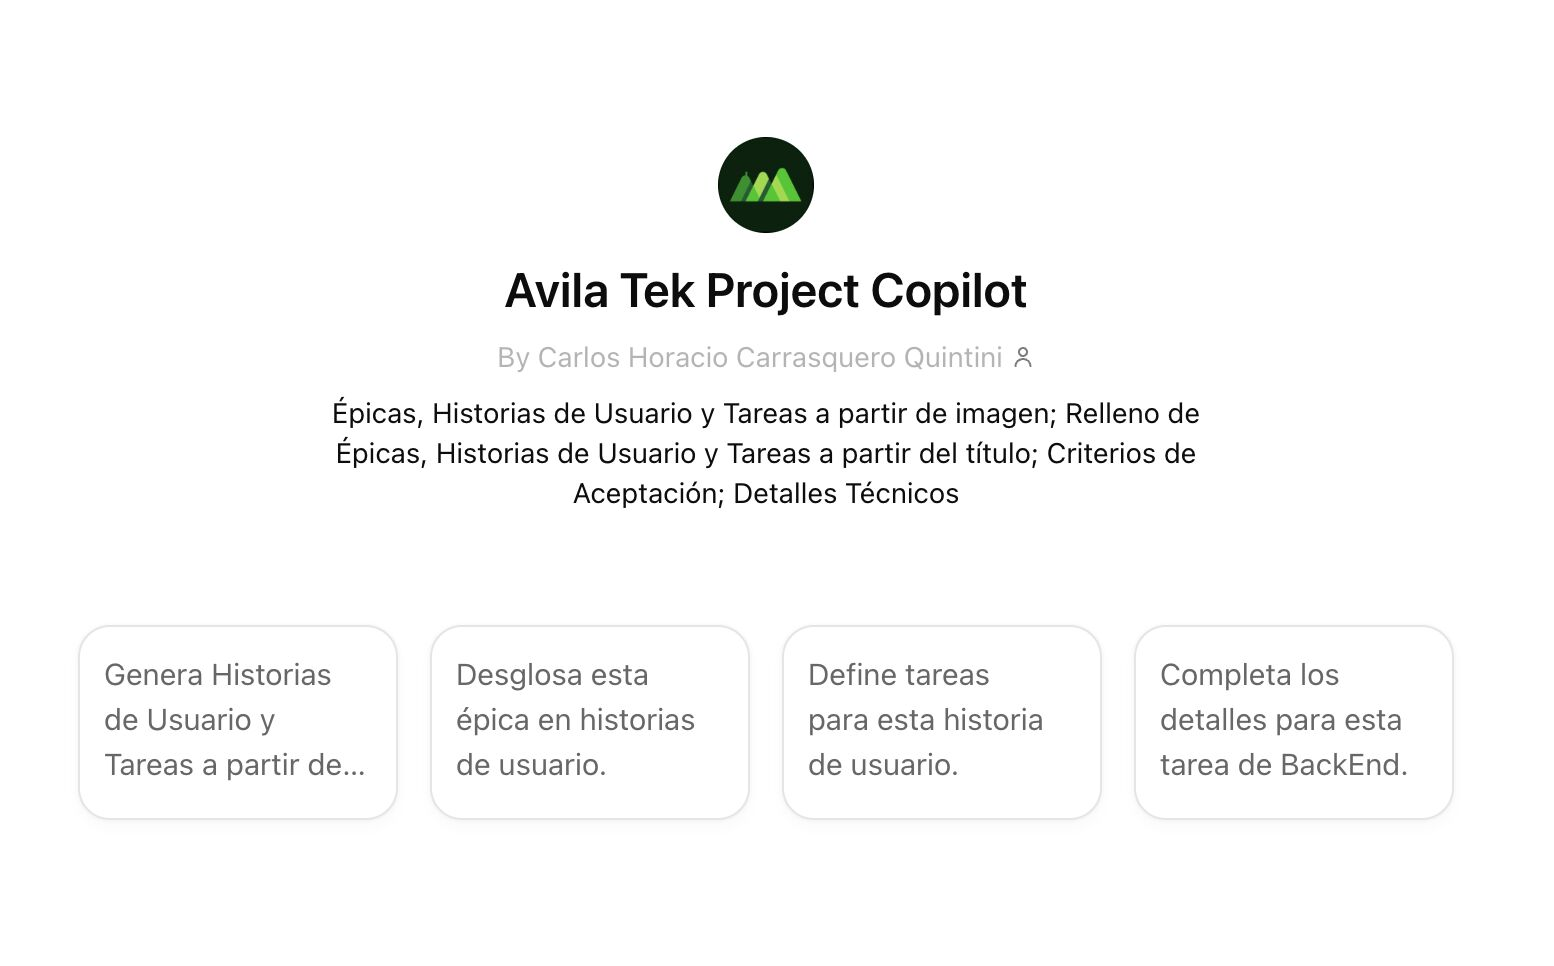 Avila Tek Project Copilot
By Carlos Horacio Carrasquero Quintini
Épicas, Historias de Usuario y Tareas a partir de imagen; Relleno de
Épicas, Historias de Usuario y Tareas a partir del título; Criterios de
Aceptación; Detalles Técnicos
Genera Historias
de Usuario y
Tareas a partir de...
Desglosa esta
épica en historias
de usuario.
Define tareas
para esta historia
de usuario.
Completa los
detalles para esta
tarea de BackEnd.